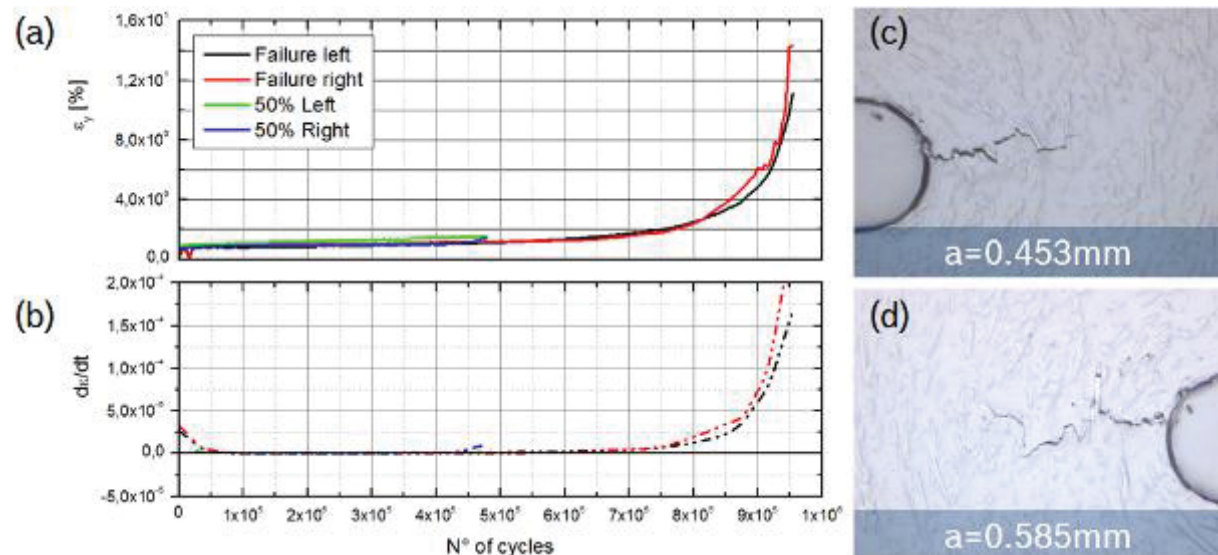 (a)
ε_y [%]
1,6x10¹
1,2x10¹
8,0x10⁰
4,0x10⁰
0,0
Failure left
Failure right
50% Left
50% Right
(b)
dε/dt
2,0x10⁻⁴
1,5x10⁻⁴
1,0x10⁻⁴
5,0x10⁻⁵
0,0
-5,0x10⁻⁵
0 1x10⁵ 2x10⁵ 3x10⁵ 4x10⁵ 5x10⁵ 6x10⁵ 7x10⁵ 8x10⁵ 9x10⁵ 1x10⁶
N° of cycles
(c)
a=0.453mm
(d)
a=0.585mm